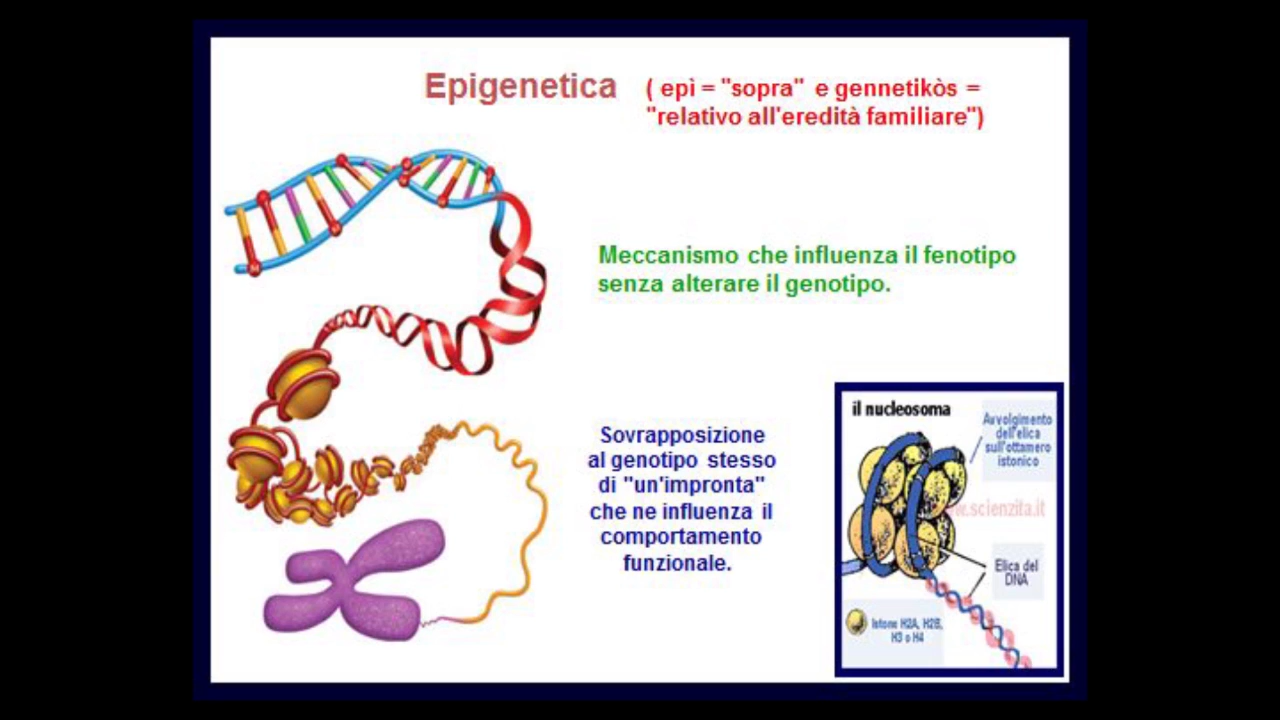 Epigenetica
( epì = "sopra" e gennetikòs =
"relativo all'eredità familiare")
Meccanismo che influenza il fenotipo
senza alterare il genotipo.
Sovrapposizione
al genotipo stesso
di "un'impronta"
che ne influenza il
comportamento
funzionale.
il nucleosoma
Avvolgimento
dell'elica
sull'ottamero
istonico
.scienzita.it
Elica del
DNA
Istone H2A, H2B,
H3 o H4